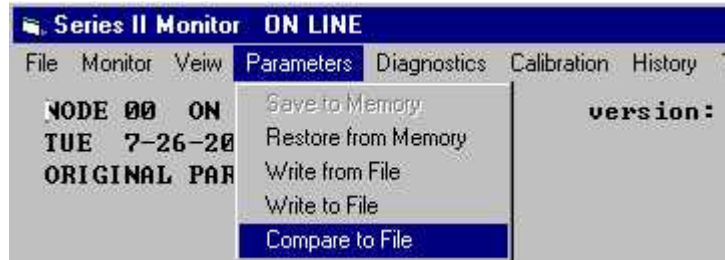 Series II Monitor ON LINE
File Monitor Veiw Parameters Diagnostics Calibration History
NODE 00 ON
version:
TUE 7-26-20
ORIGINAL PAR
Save to Memory
Restore from Memory
Write from File
Write to File
Compare to File